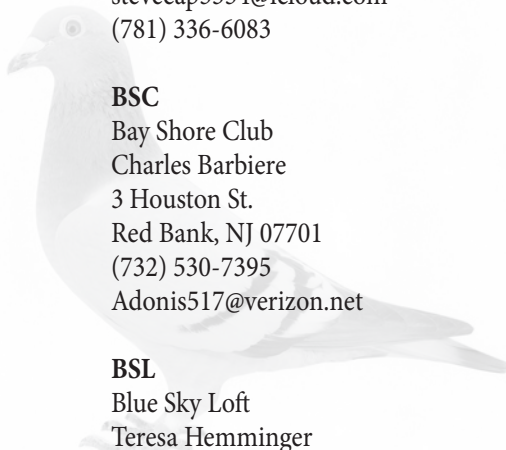 (781) 336-6083
BSC
Bay Shore Club
Charles Barbiere
3 Houston St.
Red Bank, NJ 07701
(732) 530-7395
Adonis517@verizon.net
BSL
Blue Sky Loft
Teresa Hemminger